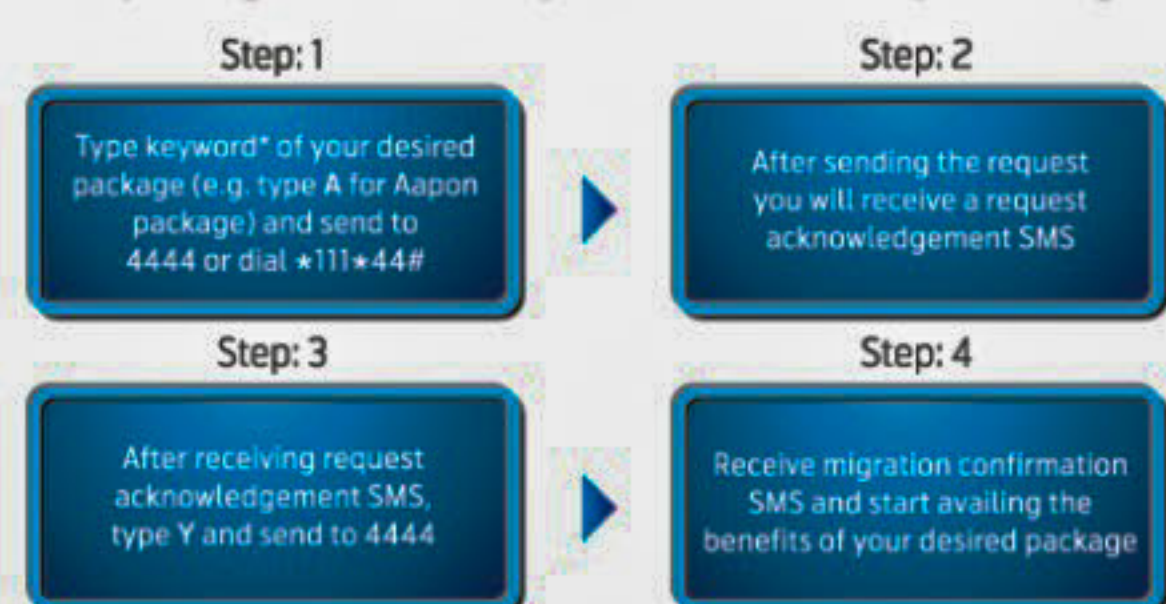 Step: 1
Type keyword* of your desired
package (e.g. type A for Aapon
package) and send to
4444 or dial *111*44#
Step: 2
After sending the request
you will receive a request
acknowledgement SMS
Step: 3
After receiving request
acknowledgement SMS,
type Y and send to 4444
Step: 4
Receive migration confirmation
SMS and start availing the
benefits of your desired package